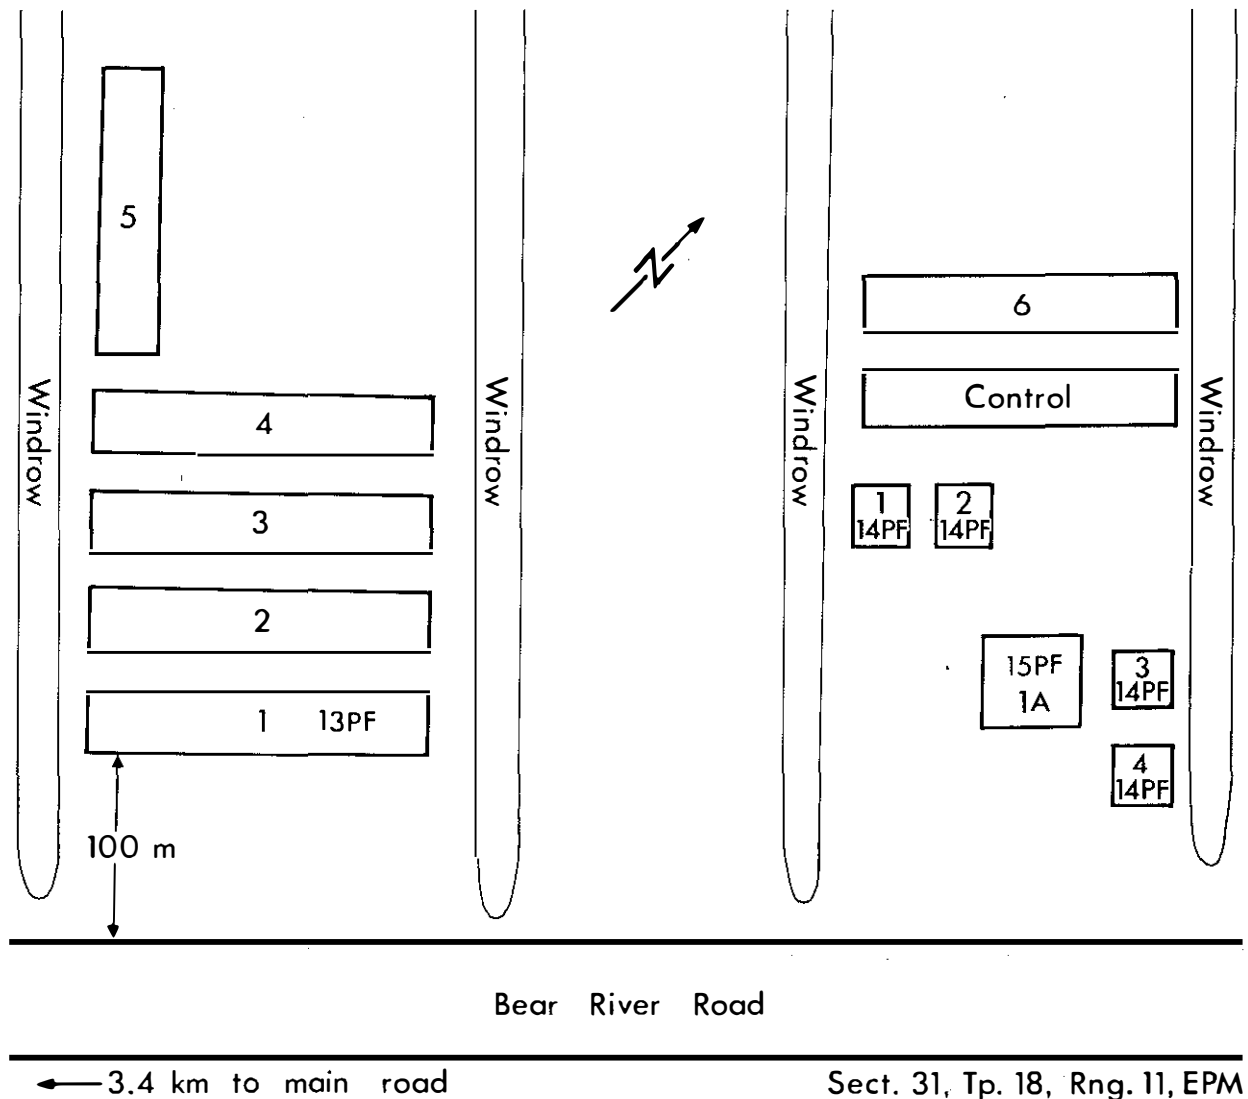 5
Windrow
4
3
2
1 13PF
100 m
Windrow
N
Windrow
6
Control
1
14PF
2
14PF
15PF
1A
3
14PF
4
14PF
Windrow
Bear River Road
3.4 km to main road
Sect. 31, Tp. 18, Rng. 11, EPM